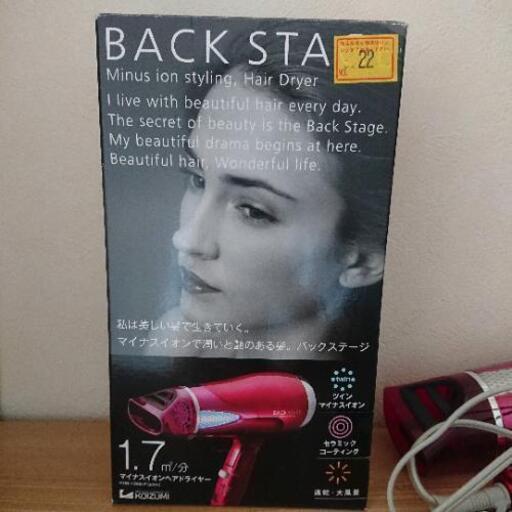 BACK STA
22
Minus ion styling, Hair Dryer
I live with beautiful hair every day.
The secret of beauty is the Back Stage.
My beautiful drama begins at here.
Beautiful hair, Wonderful life.
私は美しい髪で生きていく。
マイナスイオンで潤いと艶のある髪。バックステージ
twin
ツイン
マイナスイオン
セラミック
コーティング
1.7㎥/分
マイナスイオンヘアドライヤー
KOIZUMI
速乾・大風量